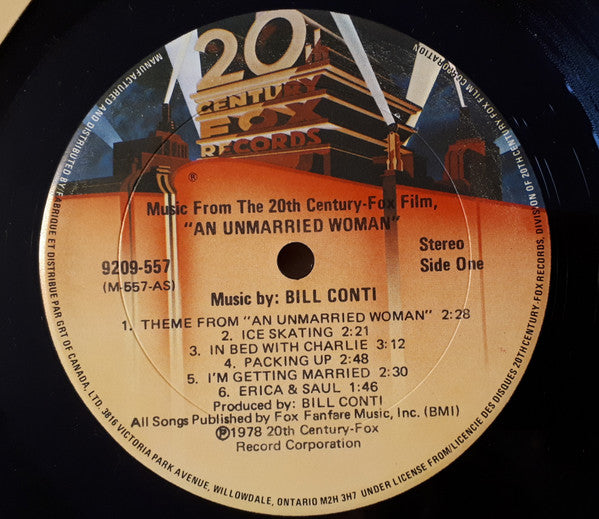 20th
CENTURY
FOX
RECORDS
®
Music From The 20th Century-Fox Film,
"AN UNMARRIED WOMAN"
9209-557
(M-557-AS)
Stereo
Side One
Music by: BILL CONTI
1. THEME FROM "AN UNMARRIED WOMAN" 2:28
2. ICE SKATING 2:21
3. IN BED WITH CHARLIE 3:12
4. PACKING UP 2:48
5. I'M GETTING MARRIED 2:30
6. ERICA & SAUL 1:46
Produced by: BILL CONTI
All Songs Published by Fox Fanfare Music, Inc. (BMI)
Ⓟ1978 20th Century-Fox
Record Corporation
MANUFACTURED AND DISTRIBUTED BY/FABRIQUE ET DISTRIBUE PAR GRT OF CANADA, LTD. 3816 VICTORIA PARK AVENUE, WILLOWDALE, ONTARIO M2H 3H7 UNDER LICENSE FROM/LICENCIE DES DISQUES 20TH CENTURY-FOX RECORDS, DIVISION OF 20TH CENTURY-FOX FILM CORPORATION